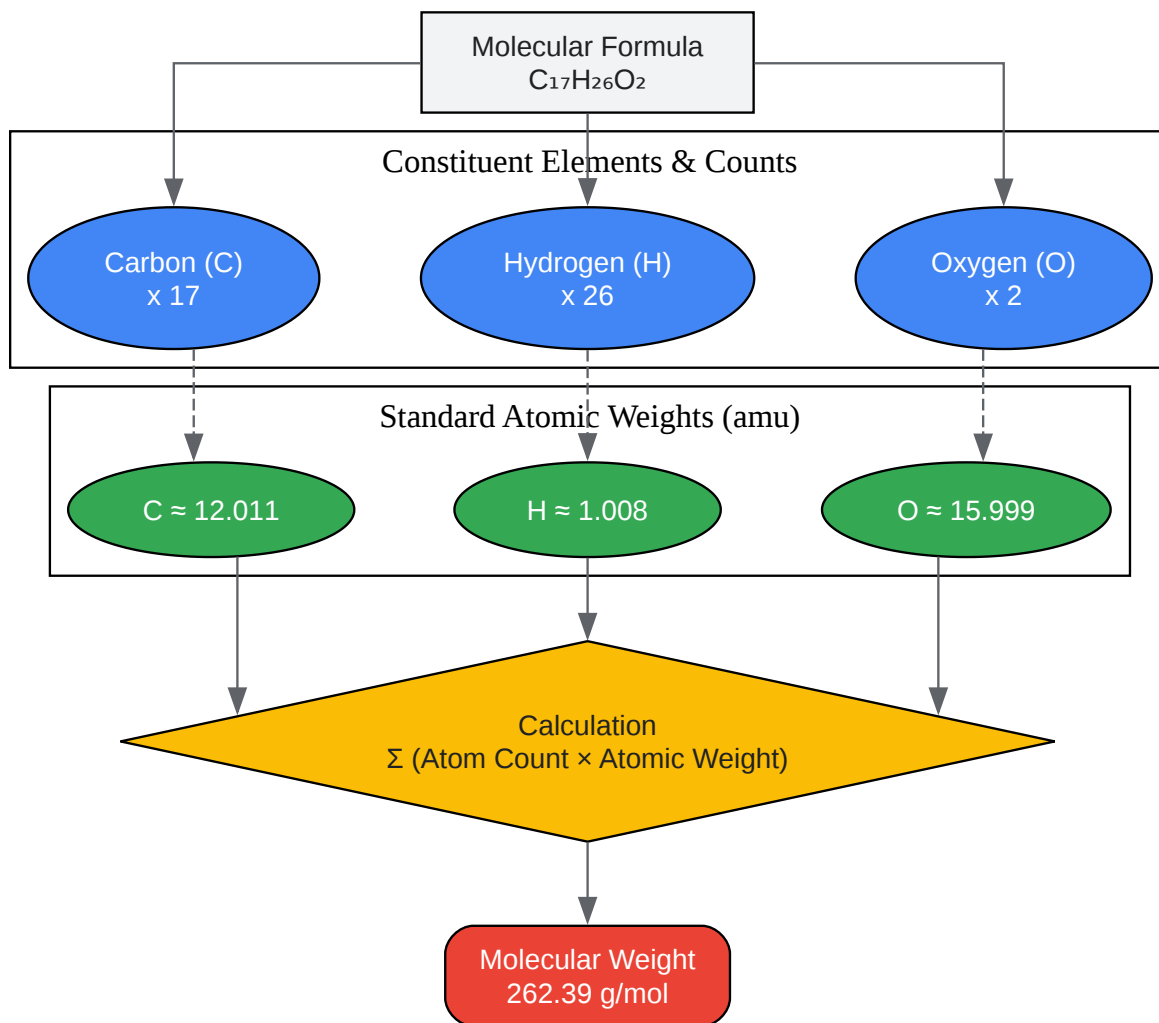 Molecular Formula
C₁₇H₂₆O₂
Constituent Elements & Counts
Carbon (C)
x 17
Hydrogen (H)
x 26
Oxygen (O)
x 2
Standard Atomic Weights (amu)
C ≈ 12.011
H ≈ 1.008
O ≈ 15.999
Calculation
Σ (Atom Count × Atomic Weight)
Molecular Weight
262.39 g/mol